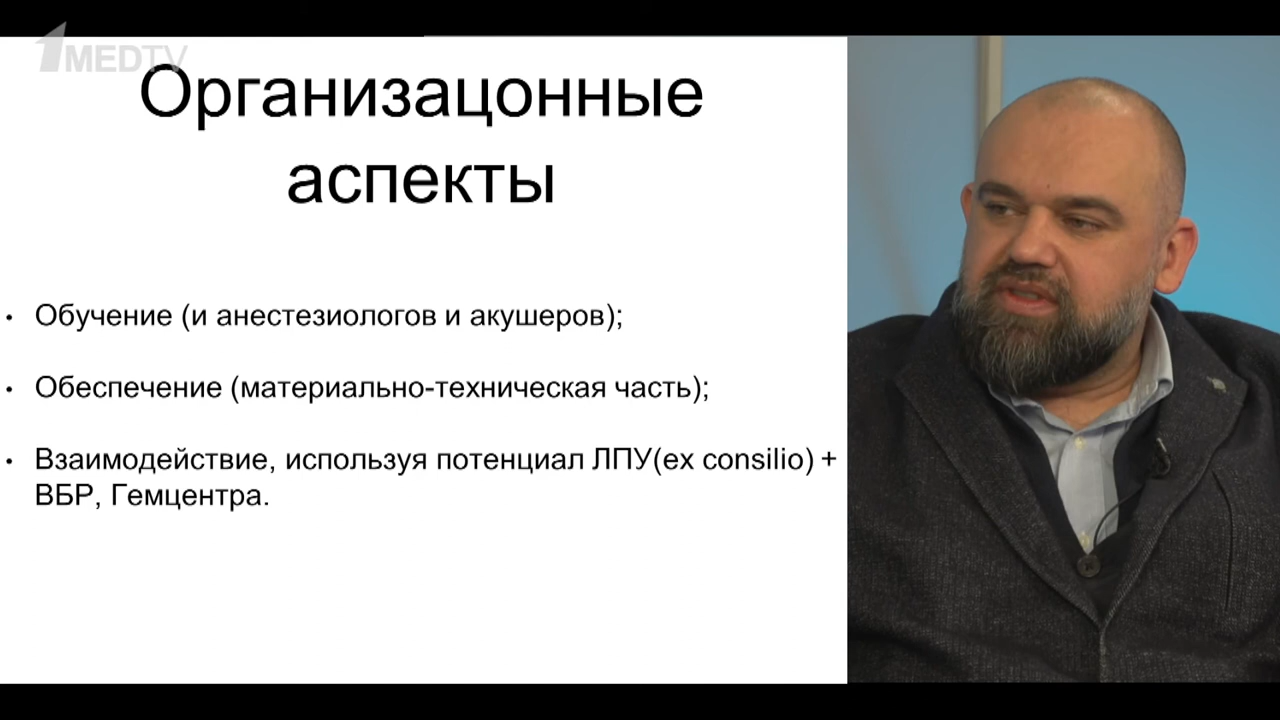 1MEDTV
Организацонные
аспекты
• Обучение (и анестезиологов и акушеров);
• Обеспечение (материально-техническая часть);
• Взаимодействие, используя потенциал ЛПУ(ex consilio) +
ВБР, Гемцентра.